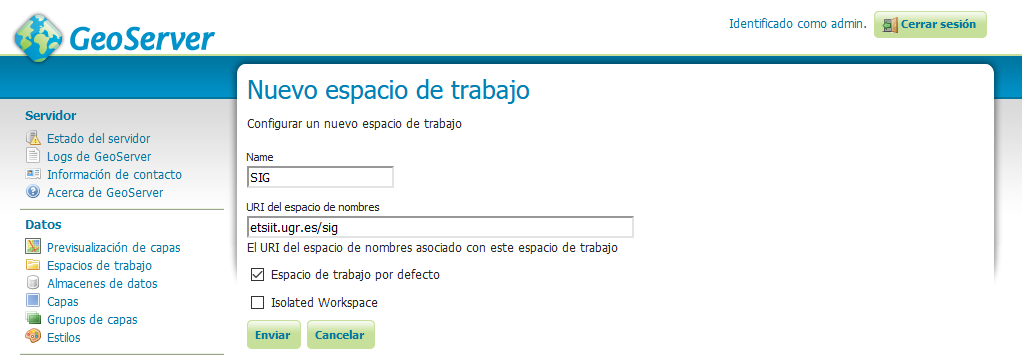 GeoServer
Identificado como admin.
Cerrar sesión
Servidor
Estado del servidor
Logs de GeoServer
Información de contacto
Acerca de GeoServer
Datos
Previsualización de capas
Espacios de trabajo
Almacenes de datos
Capas
Grupos de capas
Estilos
Nuevo espacio de trabajo
Configurar un nuevo espacio de trabajo
Name
SIG
URI del espacio de nombres
etsiit.ugr.es/sig
El URI del espacio de nombres asociado con este espacio de trabajo
Espacio de trabajo por defecto
Isolated Workspace
Enviar
Cancelar